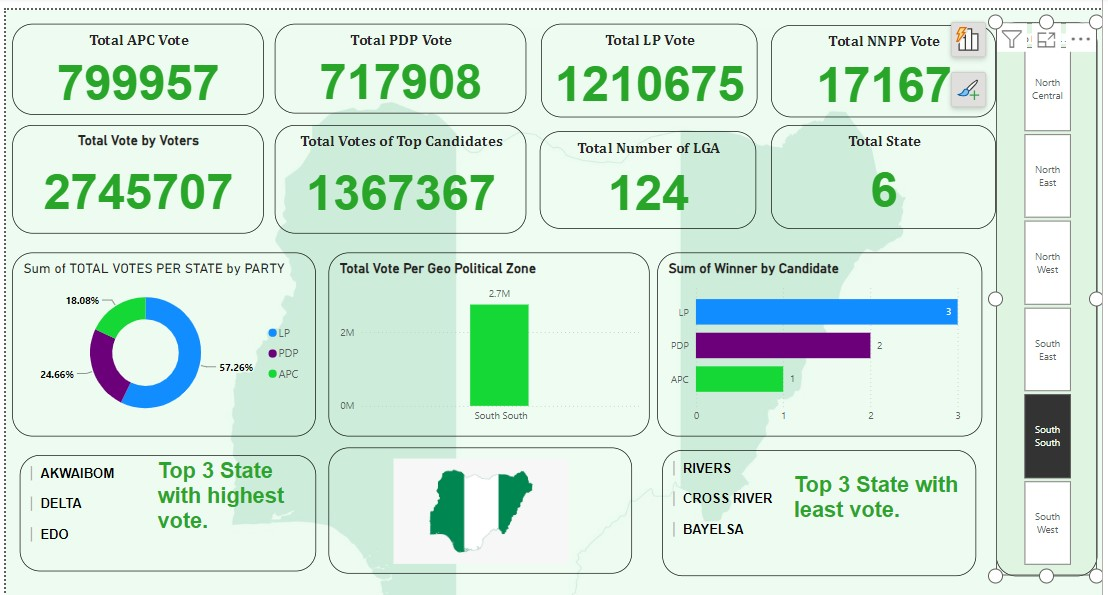 Total APC Vote
799957
Total PDP Vote
717908
Total LP Vote
1210675
Total NNPP Vote
17167
Total Vote by Voters
2745707
Total Votes of Top Candidates
1367367
Total Number of LGA
124
Total State
6
Sum of TOTAL VOTES PER STATE by PARTY
18.08%
24.66%
57.26%
LP
PDP
APC
Total Vote Per Geo Political Zone
2.7M
2M
0M
South South
Sum of Winner by Candidate
LP
3
PDP
2
APC
1
0
1
2
3
AKWAIBOM
DELTA
EDO
Top 3 State
with highest
vote.
RIVERS
CROSS RIVER
BAYELSA
Top 3 State with
least vote.
North
Central
North
East
North
West
South
East
South
South
South
West